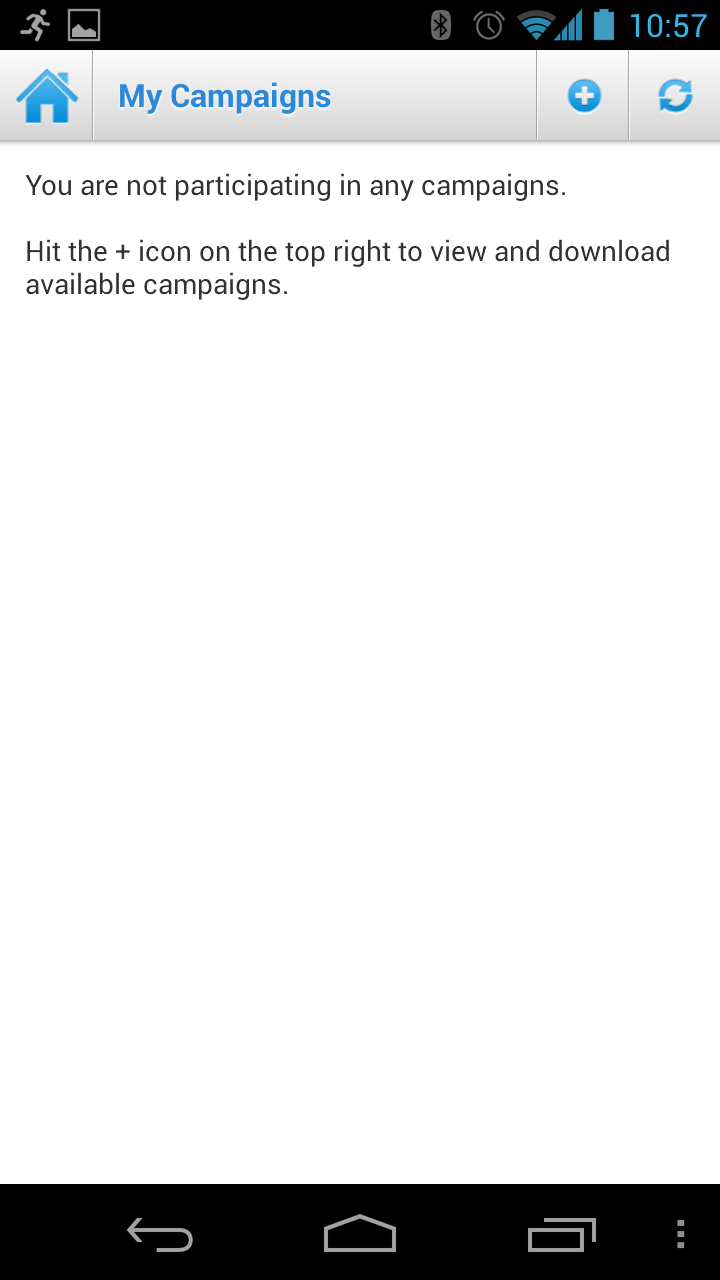 10:57
My Campaigns
You are not participating in any campaigns.
Hit the + icon on the top right to view and download
available campaigns.